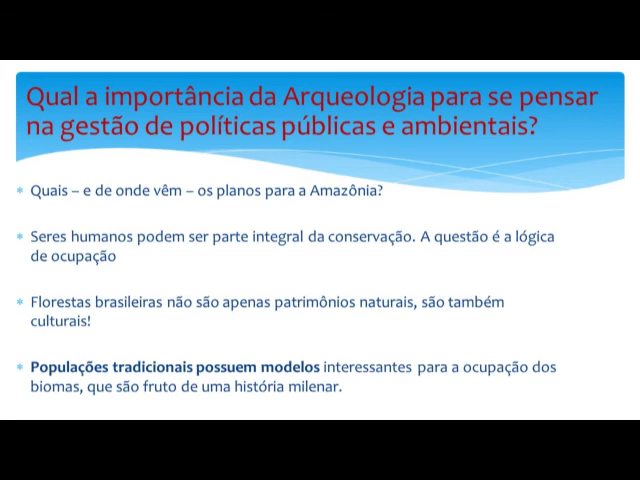 Qual a importância da Arqueologia para se pensar
na gestão de políticas públicas e ambientais?
Quais – e de onde vêm – os planos para a Amazônia?
Seres humanos podem ser parte integral da conservação. A questão é a lógica
de ocupação
Florestas brasileiras não são apenas patrimônios naturais, são também
culturais!
Populações tradicionais possuem modelos interessantes para a ocupação dos
biomas, que são fruto de uma história milenar.